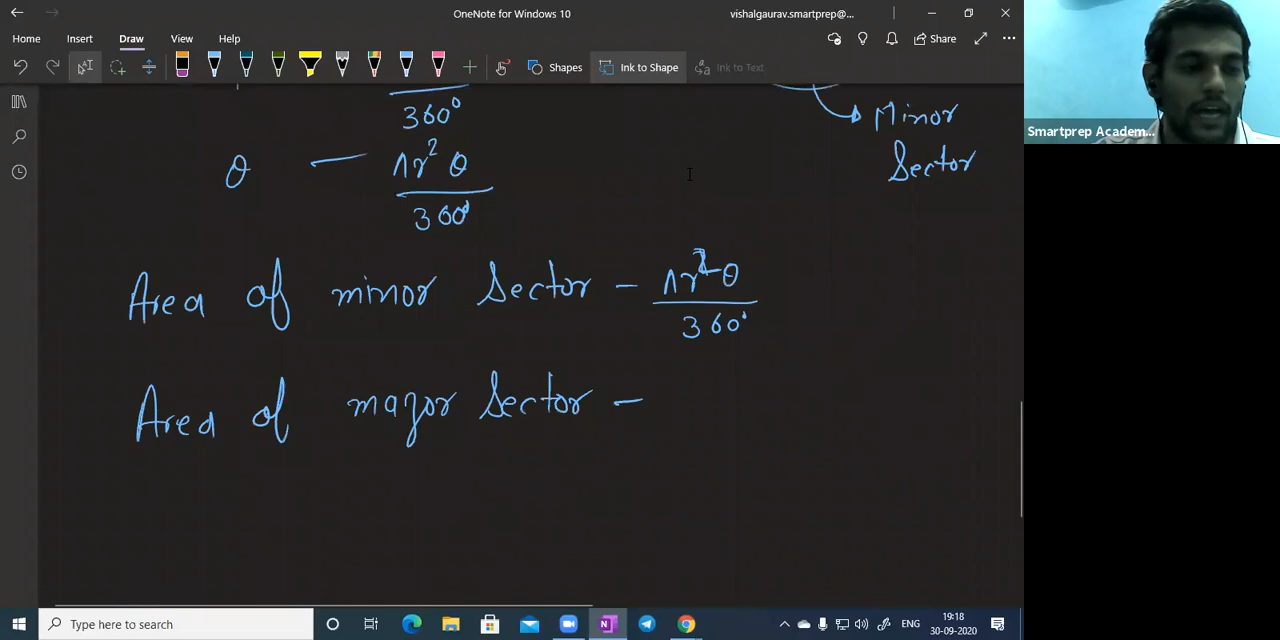 OneNote for Windows 10
vishalgaurav.smartprep@...
Home Insert Draw View Help
Share
Shapes Ink to Shape Ink to Text
360°
Minor
Sector
θ — πr² θ
360°
Area of minor Sector - πr² θ
360°
Area of major Sector -
Smartprep Academ...
Type here to search
ENG
19:18
30-09-2020